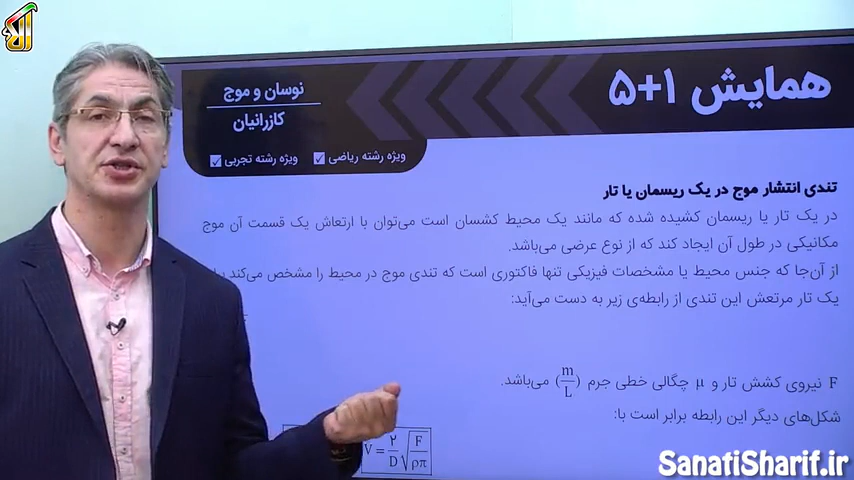 همایش ۵+۱
نوسان و موج
کازرانیان
ویژه رشته ریاضی
ویژه رشته تجربی
تندی انتشار موج در یک ریسمان یا تار
در یک تار یا ریسمان کشیده شده که مانند یک محیط کشسان است می‌توان با ارتعاش یک قسمت آن موج
مکانیکی در طول آن ایجاد کند که از نوع عرضی می‌باشد.
از آن‌جا که جنس محیط یا مشخصات فیزیکی تنها فاکتوری است که تندی موج در محیط را مشخص می‌کند
یک تار مرتعش این تندی از رابطه‌ی زیر به دست می‌آید:
F نیروی کشش تار و μ چگالی خطی جرم (m/L) می‌باشد.
شکل‌های دیگر این رابطه برابر است با:
V = ۲/D √(F/ρπ)
SanatiSharif.ir